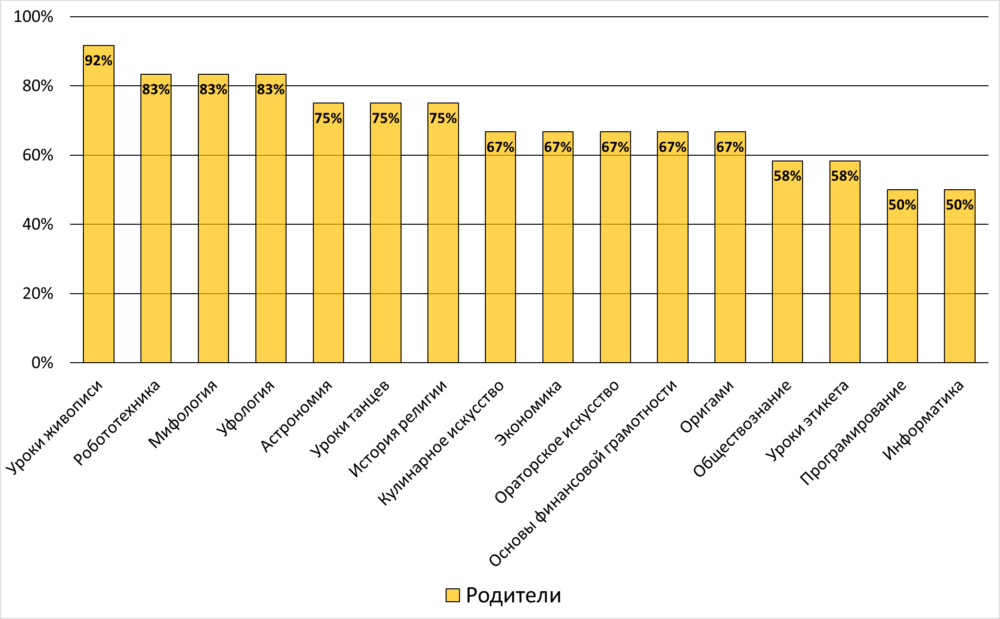 100%
80%
60%
40%
20%
0%
92%
83%
83%
83%
75%
75%
75%
67%
67%
67%
67%
67%
58%
58%
50%
50%
Уроки живописи
Робототехника
Мифология
Уфология
Астрономия
Уроки танцев
История религии
Кулинарное искусство
Экономика
Ораторское искусство
Основы финансовой грамотности
Оригами
Обществознание
Уроки этикета
Програмирование
Информатика
Родители